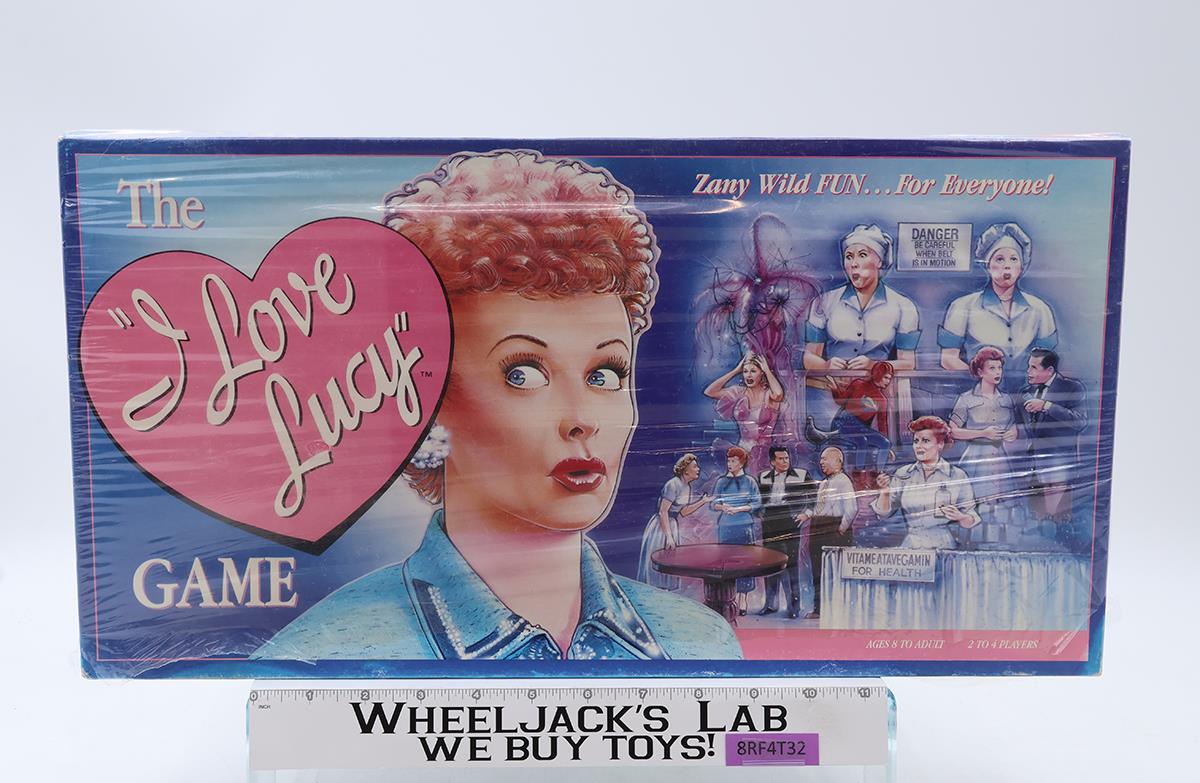 The
"I Love
Lucy" ™
GAME
Zany Wild FUN...For Everyone!
DANGER
BE CAREFUL
WHEN BELT
IS IN MOTION
VITAMEATAVEGAMIN
FOR HEALTH
AGES 8 TO ADULT 2 TO 4 PLAYERS
0 1 2 3 4 5 6 7 8 9 10 11
INCH
WHEELJACK'S LAB
WE BUY TOYS! 8RF4T32